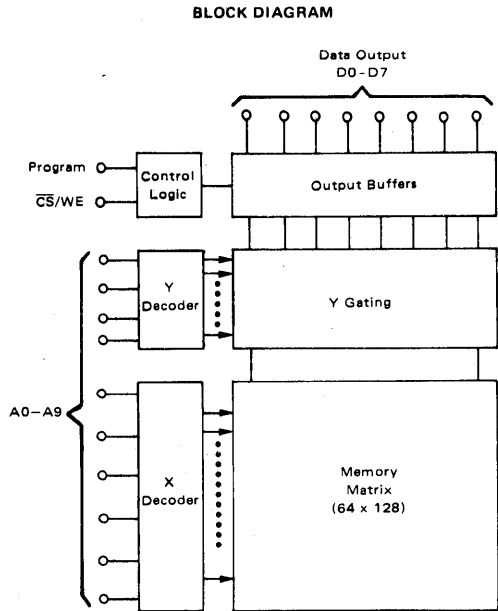 BLOCK DIAGRAM
Data Output
D0-D7
Program
CS/WE
Control
Logic
Output Buffers
Y
Decoder
Y Gating
A0-A9
X
Decoder
Memory
Matrix
(64 x 128)